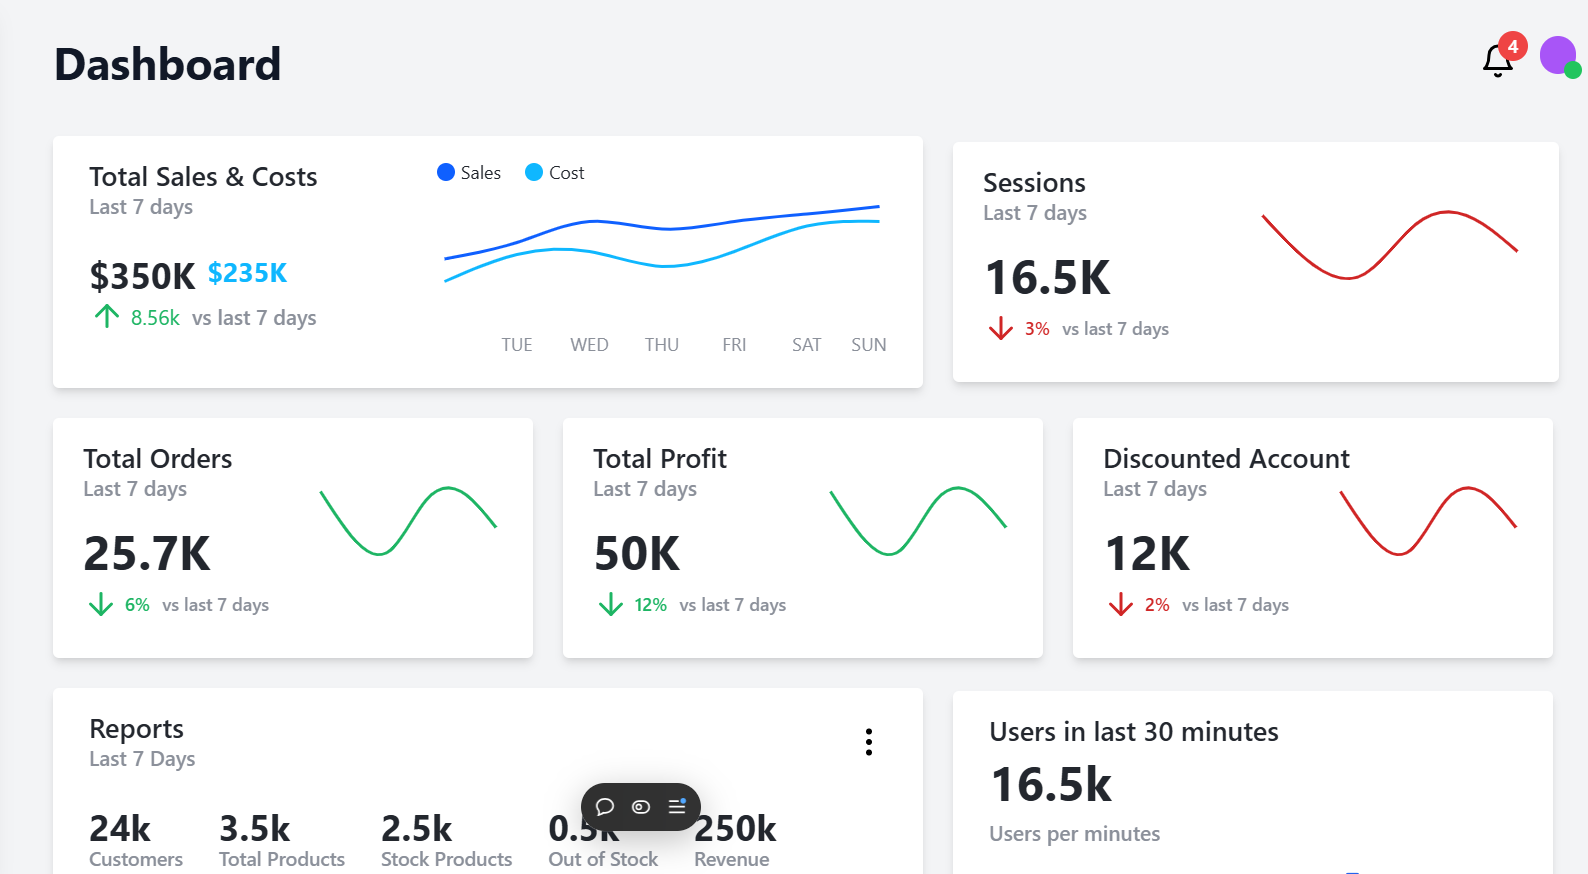 Dashboard
4
Total Sales & Costs
Last 7 days
Sales Cost
$350K $235K
8.56k vs last 7 days
TUE WED THU FRI SAT SUN
Sessions
Last 7 days
16.5K
3% vs last 7 days
Total Orders
Last 7 days
25.7K
6% vs last 7 days
Total Profit
Last 7 days
50K
12% vs last 7 days
Discounted Account
Last 7 days
12K
2% vs last 7 days
Reports
Last 7 Days
24k 3.5k 2.5k 0.5k 250k
Customers Total Products Stock Products Out of Stock Revenue
Users in last 30 minutes
16.5k
Users per minutes